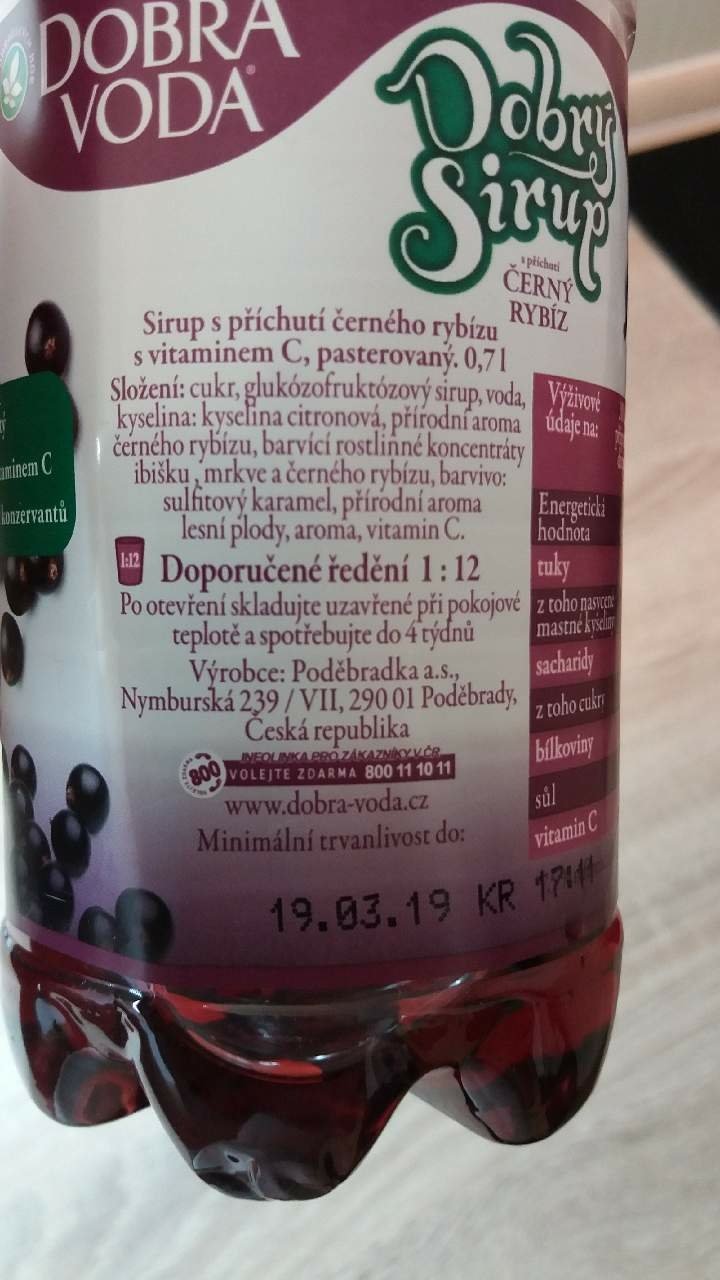 DOBRÁ
VODA®
Dobrý
Sirup
s příchutí
ČERNÝ
RYBÍZ
Sirup s příchutí černého rybízu
s vitaminem C, pasterovaný. 0,7 l
Složení: cukr, glukózofruktózový sirup, voda,
kyselina: kyselina citronová, přírodní aroma
černého rybízu, barvící rostlinné koncentráty
ibišku , mrkve a černého rybízu, barvivo:
sulfitový karamel, přírodní aroma
lesní plody, aroma, vitamin C.
1:12
Doporučené ředění 1 : 12
Po otevření skladujte uzavřené při pokojové
teplotě a spotřebujte do 4 týdnů
Výrobce: Poděbradka a.s.,
Nymburská 239 / VII, 290 01 Poděbrady,
Česká republika
INFOLINKA PRO ZÁKAZNÍKY V ČR
800 VOLEJTE ZDARMA 800 11 10 11
www.dobra-voda.cz
Minimální trvanlivost do:
19.03.19 KR 17:11
aminem C
konzervantů
Výživové
údaje na:
Energetická
hodnota
tuky
z toho nasycené
mastné kyseliny
sacharidy
z toho cukry
bílkoviny
sůl
vitamin C